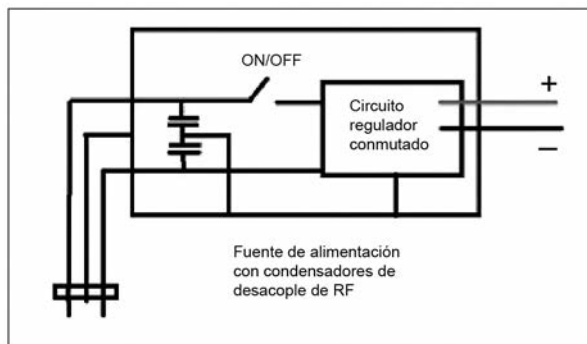 ON/OFF
Circuito
regulador
conmutado
+
—
Fuente de alimentación
con condensadores de
desacople de RF